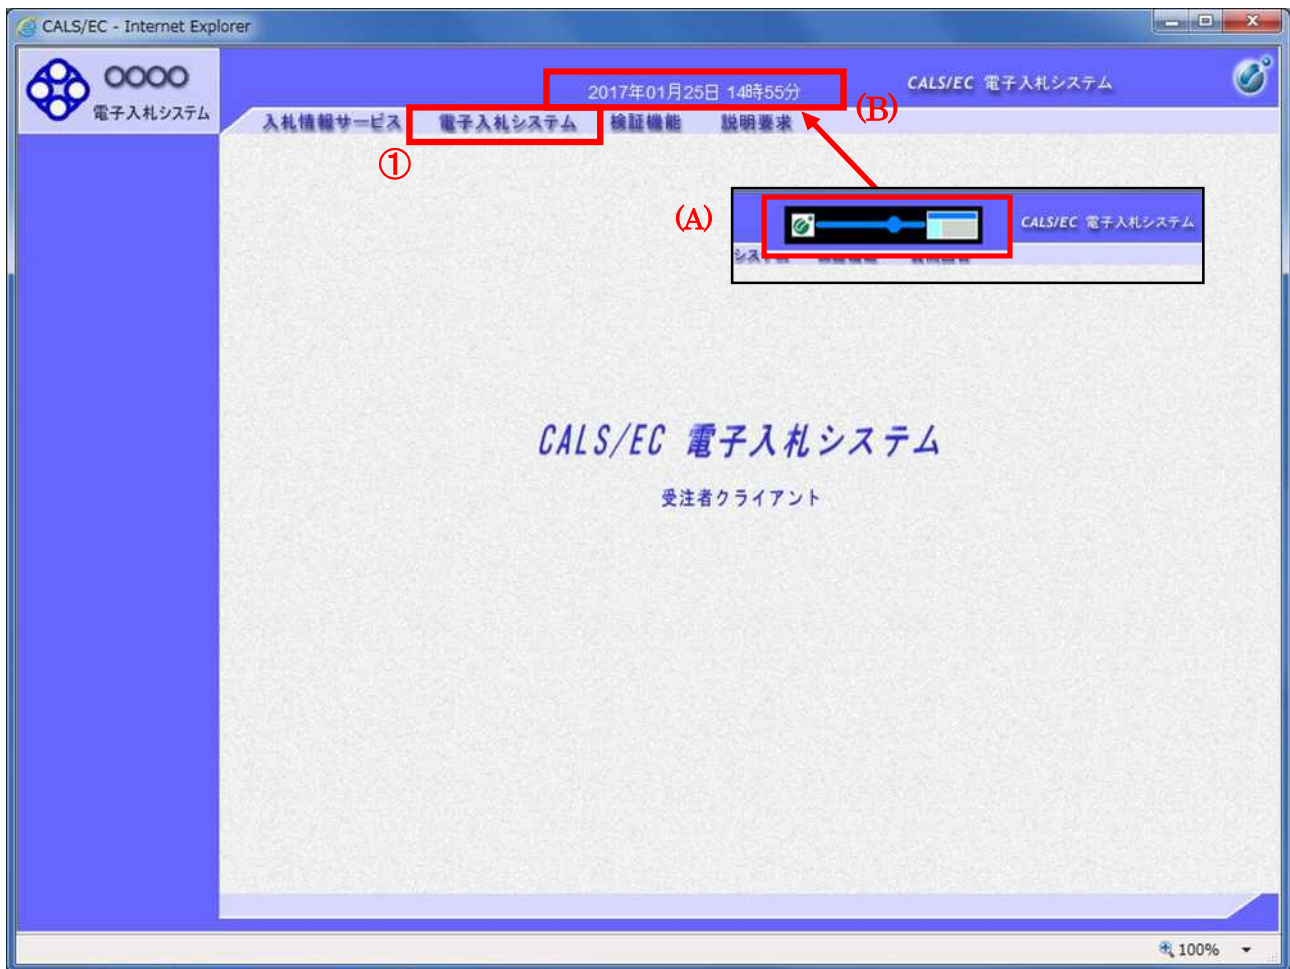 CALS/EC - Internet Explorer
〇〇〇〇
電子入札システム
2017年01月25日 14時55分
CALS/EC 電子入札システム
(B)
入札情報サービス 電子入札システム 検証機能 説明要求
①
(A)
CALS/EC 電子入札システム
CALS/EC 電子入札システム
受注者クライアント
100%